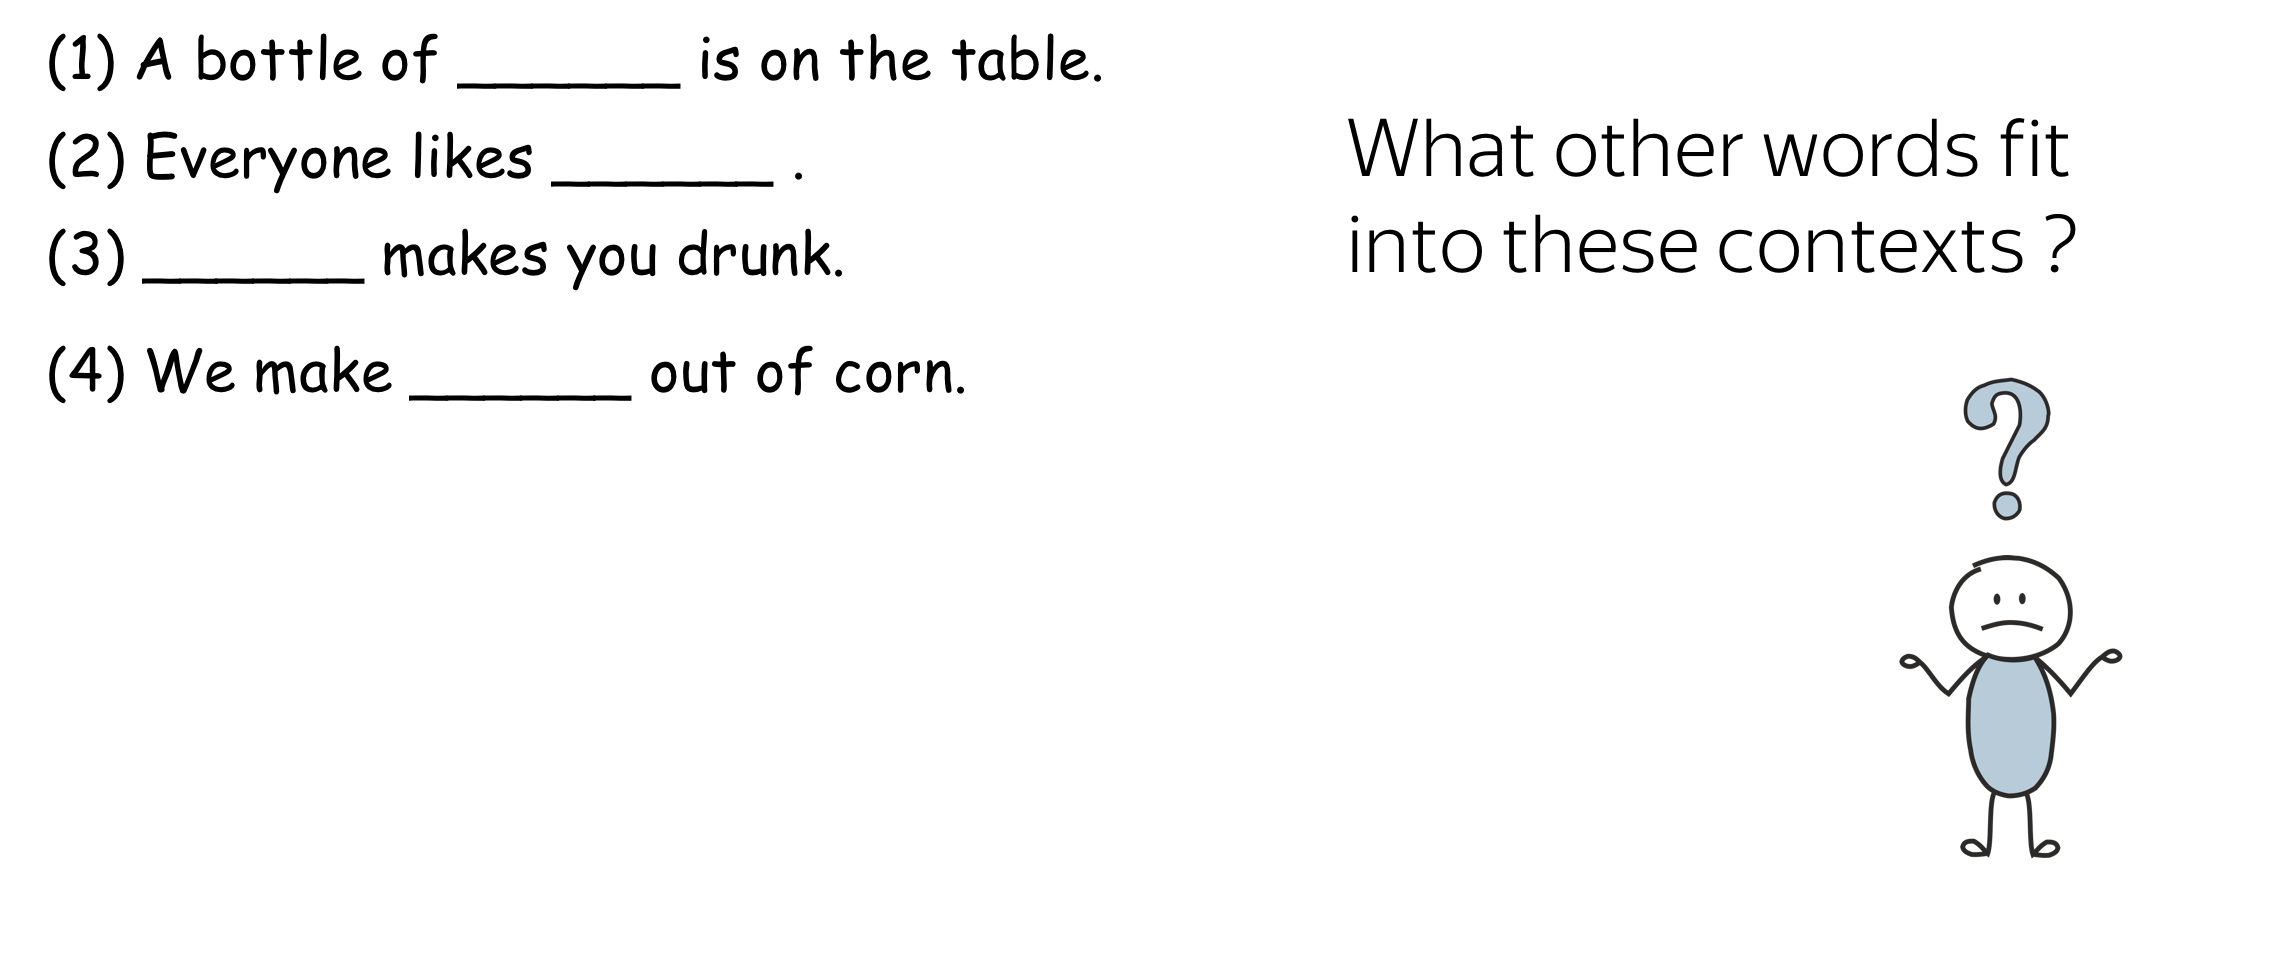 (1) A bottle of ______ is on the table.
(2) Everyone likes ______ .
(3) ______ makes you drunk.
(4) We make ______ out of corn.
What other words fit
into these contexts ?
?